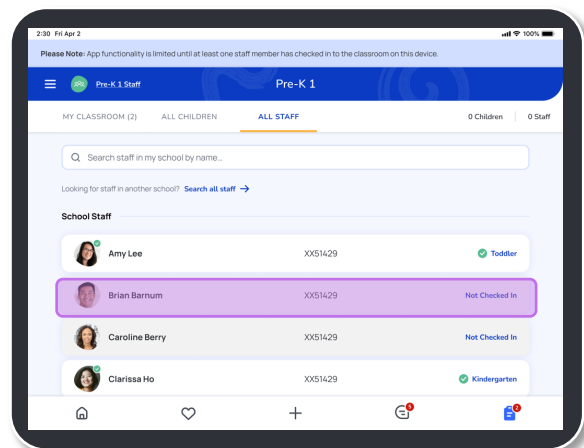 2:30 Fri Apr 2 100%
Please Note: App functionality is limited until at least one staff member has checked in to the classroom on this device.
Pre-K 1 Staff Pre-K 1
MY CLASSROOM (2) ALL CHILDREN ALL STAFF 0 Children 0 Staff
Search staff in my school by name...
Looking for staff in another school? Search all staff →
School Staff
Amy Lee XX51429 Toddler
Brian Barnum XX51429 Not Checked In
Caroline Berry XX51429 Not Checked In
Clarissa Ho XX51429 Kindergarten
5 2